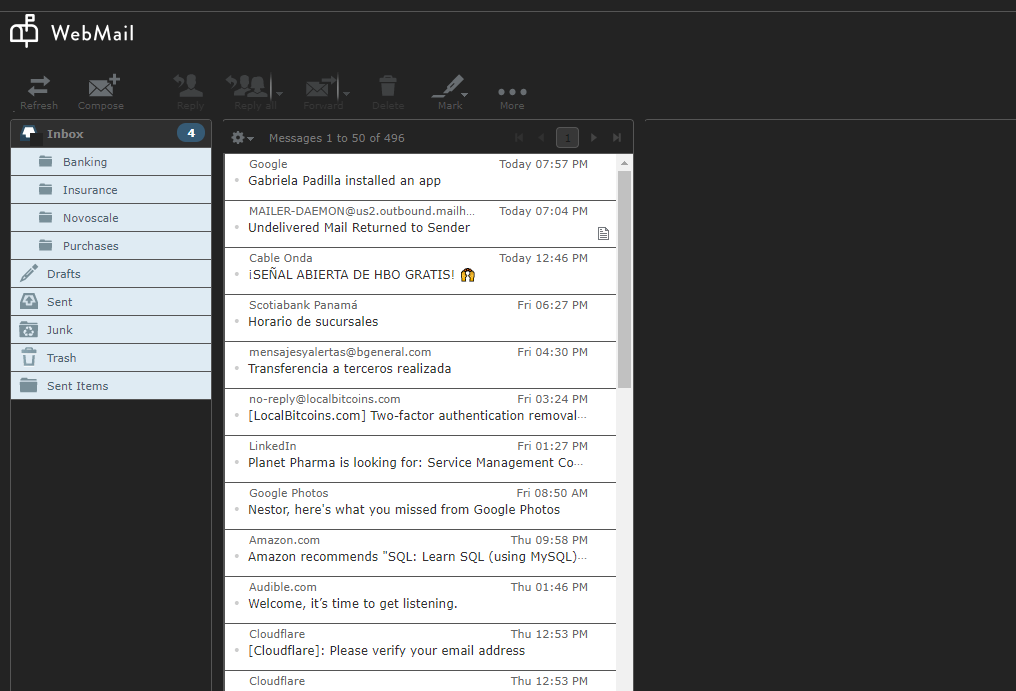 WebMail
Refresh
Compose
Reply
Reply all
Forward
Delete
Mark
More
Inbox
4
Banking
Insurance
Novoscale
Purchases
Drafts
Sent
Junk
Trash
Sent Items
Messages 1 to 50 of 496
1
Google Today 07:57 PM
Gabriela Padilla installed an app
MAILER-DAEMON@us2.outbound.mailh... Today 07:04 PM
Undelivered Mail Returned to Sender
Cable Onda Today 12:46 PM
¡SEÑAL ABIERTA DE HBO GRATIS! 🙌
Scotiabank Panamá Fri 06:27 PM
Horario de sucursales
mensajesyalertas@bgeneral.com Fri 04:30 PM
Transferencia a terceros realizada
no-reply@localbitcoins.com Fri 03:24 PM
[LocalBitcoins.com] Two-factor authentication removal...
LinkedIn Fri 01:27 PM
Planet Pharma is looking for: Service Management Co...
Google Photos Fri 08:50 AM
Nestor, here's what you missed from Google Photos
Amazon.com Thu 09:58 PM
Amazon recommends "SQL: Learn SQL (using MySQL)...
Audible.com Thu 01:46 PM
Welcome, it’s time to get listening.
Cloudflare Thu 12:53 PM
[Cloudflare]: Please verify your email address
Cloudflare Thu 12:53 PM